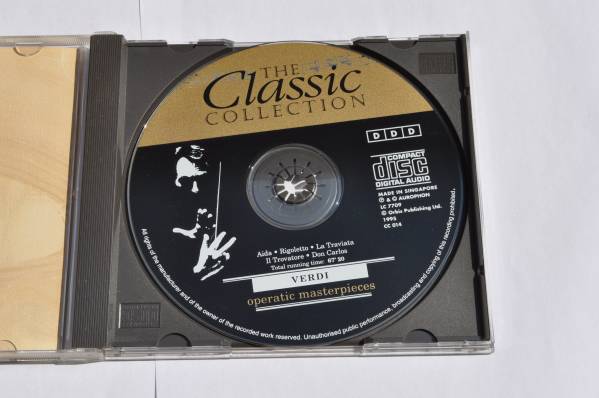 THE
Classic
COLLECTION
D D D
COMPACT
disc
DIGITAL AUDIO
MADE IN SINGAPORE
℗ & © AUROPHON
LC 7709
© Orbis Publishing Ltd.
1995
CC 014
Aida • Rigoletto • La Traviata
Il Trovatore • Don Carlos
Total running time: 67' 20
VERDI
operatic masterpieces
All rights of the manufacturer and of the owner of the recorded work reserved. Unauthorised public performance, broadcasting and copying of this recording prohibited.